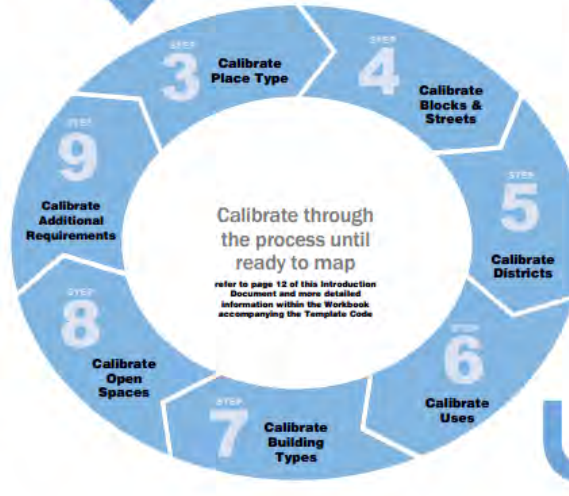 STEP
3
Calibrate
Place Type
STEP
4
Calibrate
Blocks &
Streets
STEP
5
Calibrate
Districts
STEP
6
Calibrate
Uses
STEP
7
Calibrate
Building
Types
STEP
8
Calibrate
Open
Spaces
STEP
9
Calibrate
Additional
Requirements
Calibrate through
the process until
ready to map
refer to page 12 of this Introduction
Document and more detailed
information within the Workbook
accompanying the Template Code